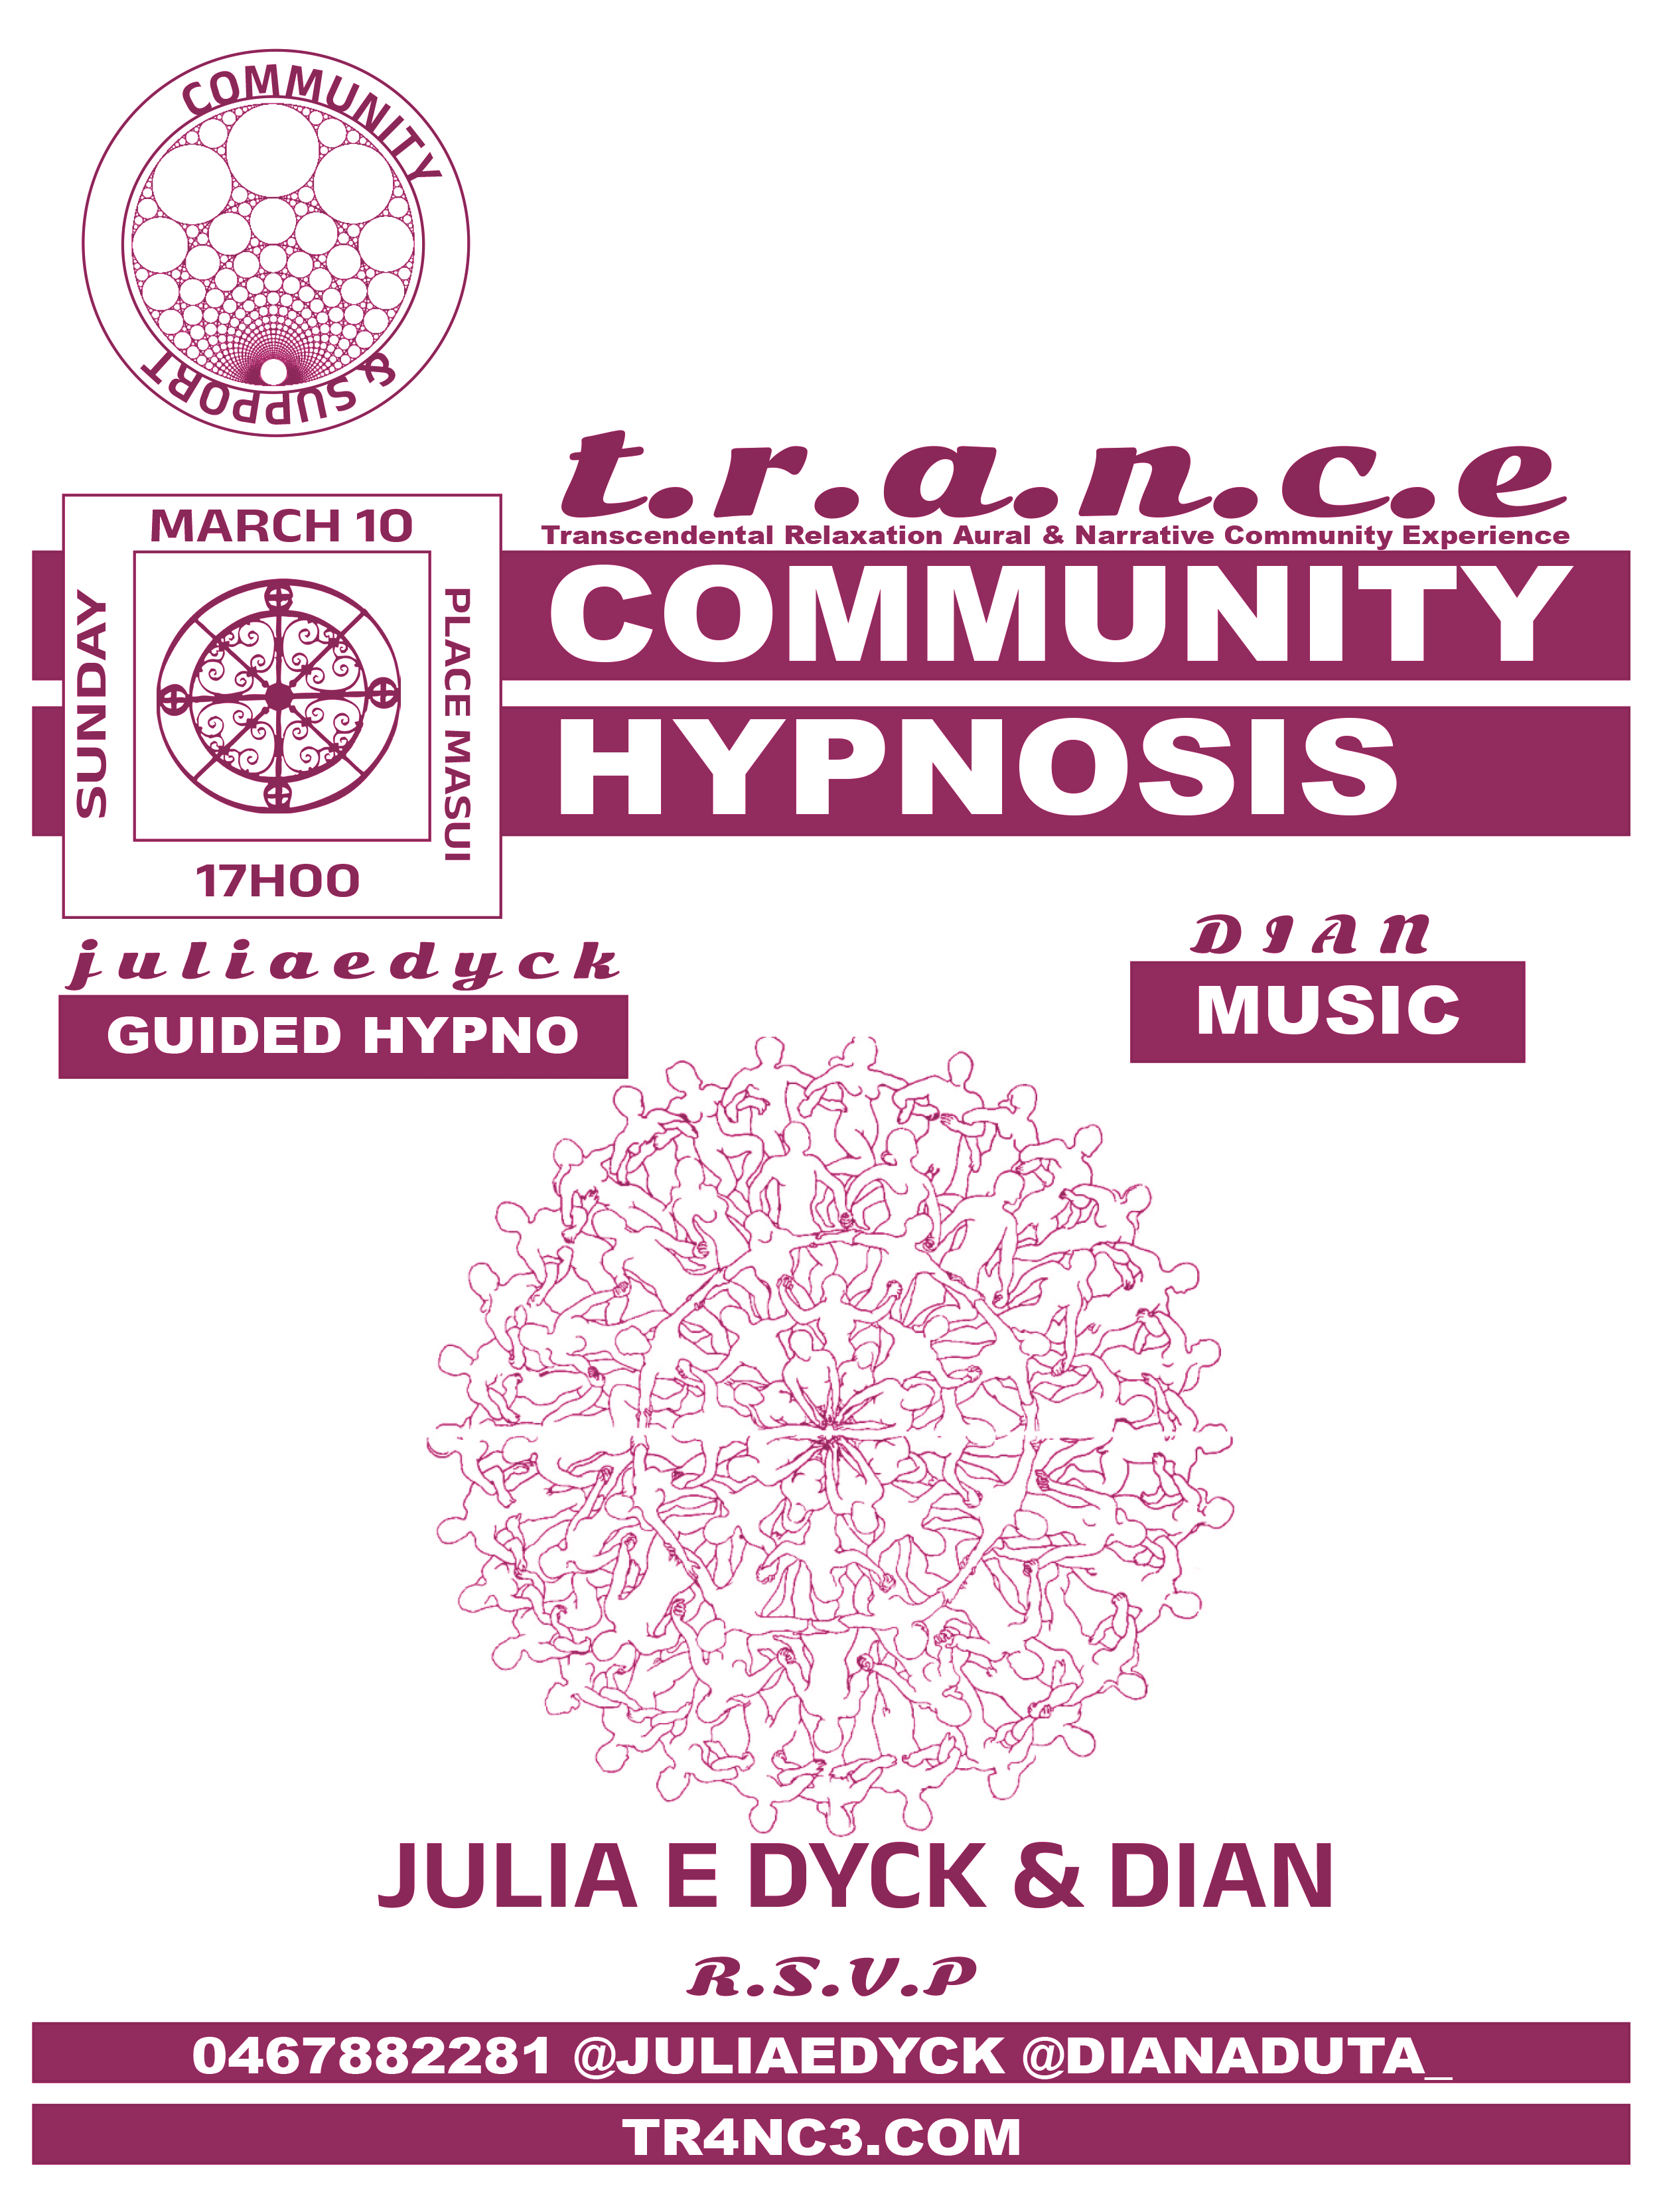 COMMUNITY
& SUPPORT
t.r.a.n.c.e
Transcendental Relaxation Aural & Narrative Community Experience
COMMUNITY
HYPNOSIS
MARCH 10
SUNDAY
PLACE MASUI
17H00
juliaedyck
GUIDED HYPNO
DIAN
MUSIC
JULIA E DYCK & DIAN
R.S.V.P
0467882281 @JULIAEDYCK @DIANADUTA_
TR4NC3.COM